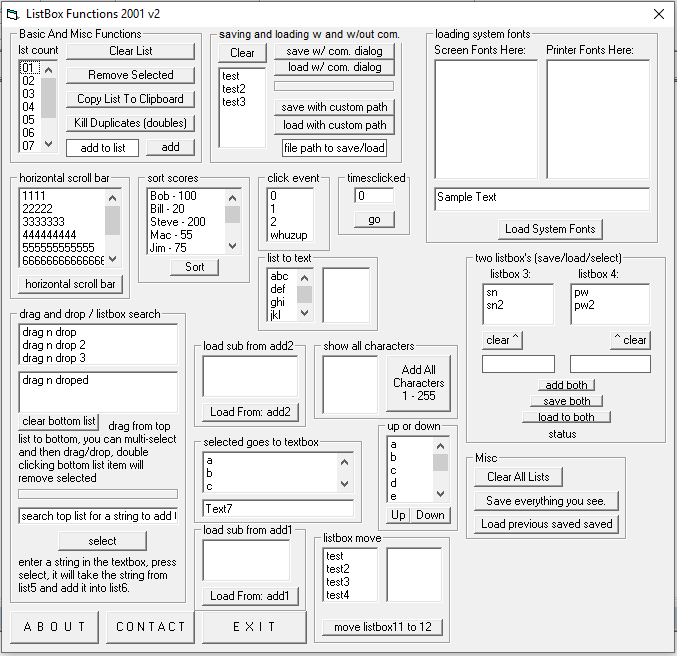 ListBox Functions 2001 v2
Basic And Misc Functions
lst count
01
02
03
04
05
06
07
Clear List
Remove Selected
Copy List To Clipboard
Kill Duplicates (doubles)
add to list
add
saving and loading w and w/out com.
Clear
test
test2
test3
save w/ com. dialog
load w/ com. dialog
save with custom path
load with custom path
file path to save/load
loading system fonts
Screen Fonts Here:
Printer Fonts Here:
Sample Text
Load System Fonts
horizontal scroll bar
1111
22222
3333333
444444444
555555555555
horizontal scroll bar
sort scores
Bob - 100
Bill - 20
Steve - 200
Mac - 55
Jim - 75
Sort
click event
0
1
2
whuzup
timesclicked
0
go
list to text
abc
def
ghi
jkl
two listbox's (save/load/select)
listbox 3:
listbox 4:
sn
sn2
pw
pw2
clear ^
^ clear
add both
save both
load to both
status
drag and drop / listbox search
drag n drop
drag n drop 2
drag n drop 3
drag n droped
clear bottom list
drag from top
list to bottom, you can multi-select
and then drag/drop, double
clicking bottom list item will
remove selected
search top list for a string to add
select
enter a string in the textbox, press
select, it will take the string from
list5 and add it into list6.
load sub from add2
Load From: add2
show all characters
Add All
Characters
1 - 255
selected goes to textbox
a
b
c
Text7
up or down
a
b
c
d
e
Up
Down
Misc
Clear All Lists
Save everything you see.
Load previous saved saved
load sub from add1
Load From: add1
listbox move
test
test2
test3
test4
move listbox11 to 12
A B O U T
C O N T A C T
E X I T